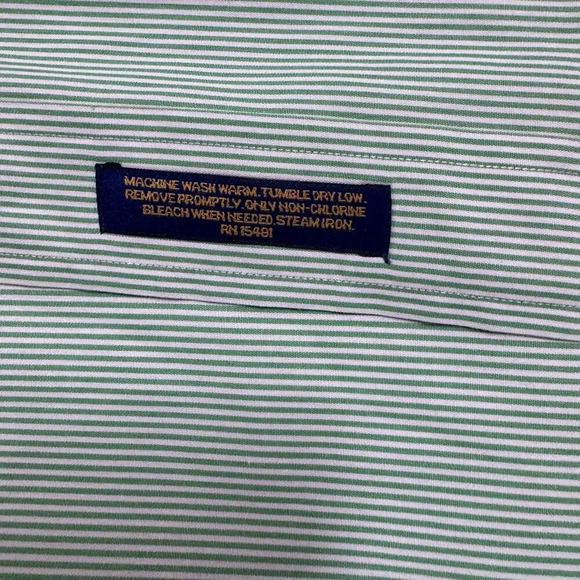 MACHINE WASH WARM. TUMBLE DRY LOW.
REMOVE PROMPTLY. ONLY NON-CHLORINE
BLEACH WHEN NEEDED. STEAM IRON.
RN 15481